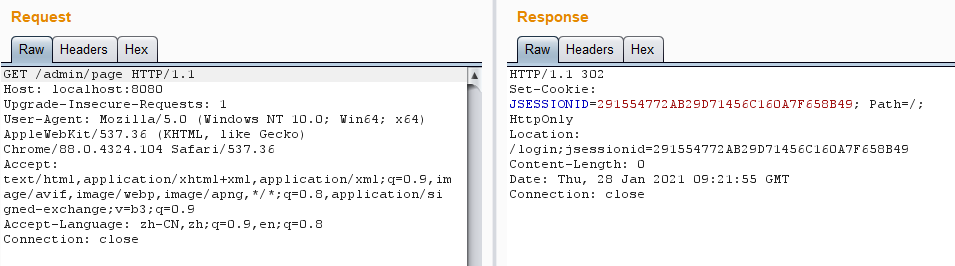 Request
Raw Headers Hex
GET /admin/page HTTP/1.1
Host: localhost:8080
Upgrade-Insecure-Requests: 1
User-Agent: Mozilla/5.0 (Windows NT 10.0; Win64; x64)
AppleWebKit/537.36 (KHTML, like Gecko)
Chrome/88.0.4324.104 Safari/537.36
Accept:
text/html,application/xhtml+xml,application/xml;q=0.9,im
age/avif,image/webp,image/apng,*/*;q=0.8,application/si
gned-exchange;v=b3;q=0.9
Accept-Language: zh-CN,zh;q=0.9,en;q=0.8
Connection: close
Response
Raw Headers Hex
HTTP/1.1 302
Set-Cookie:
JSESSIONID=291554772AB29D71456C160A7F658B49; Path=/;
HttpOnly
Location:
/login;jsessionid=291554772AB29D71456C160A7F658B49
Content-Length: 0
Date: Thu, 28 Jan 2021 09:21:55 GMT
Connection: close